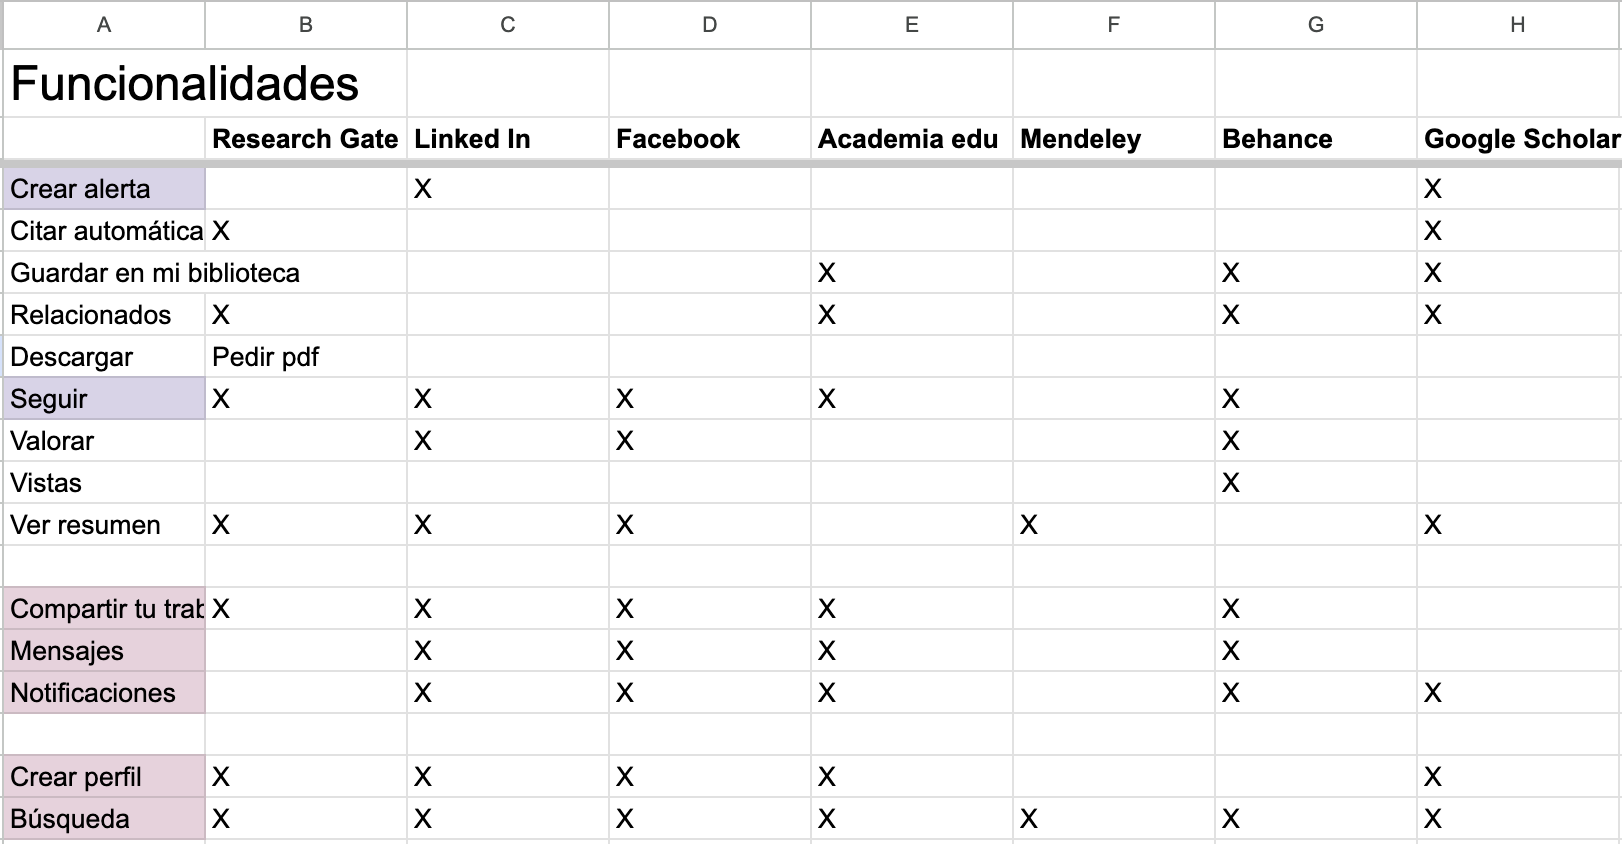 A B C D E F G H
Funcionalidades
Research Gate Linked In Facebook Academia edu Mendeley Behance Google Scholar
Crear alerta X X
Citar automática X X
Guardar en mi biblioteca X X X
Relacionados X X X X
Descargar Pedir pdf
Seguir X X X X X
Valorar X X X
Vistas X
Ver resumen X X X X X
Compartir tu trab X X X X X
Mensajes X X X X
Notificaciones X X X X X
Crear perfil X X X X X
Búsqueda X X X X X X X